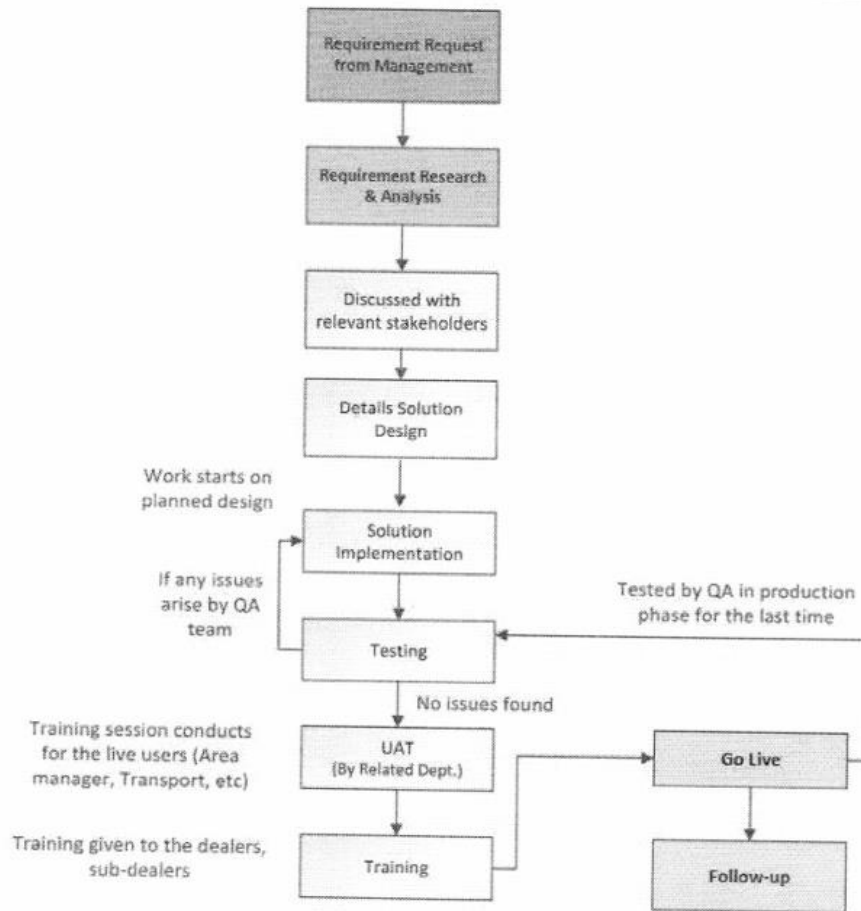 Requirement Request
from Management
Requirement Research
& Analysis
Discussed with
relevant stakeholders
Details Solution
Design
Work starts on
planned design
Solution
Implementation
If any issues
arise by QA
team
Tested by QA in production
phase for the last time
Testing
No issues found
Training session conducts
for the live users (Area
manager, Transport, etc)
UAT
(By Related Dept.)
Go Live
Training given to the dealers,
sub-dealers
Training
Follow-up